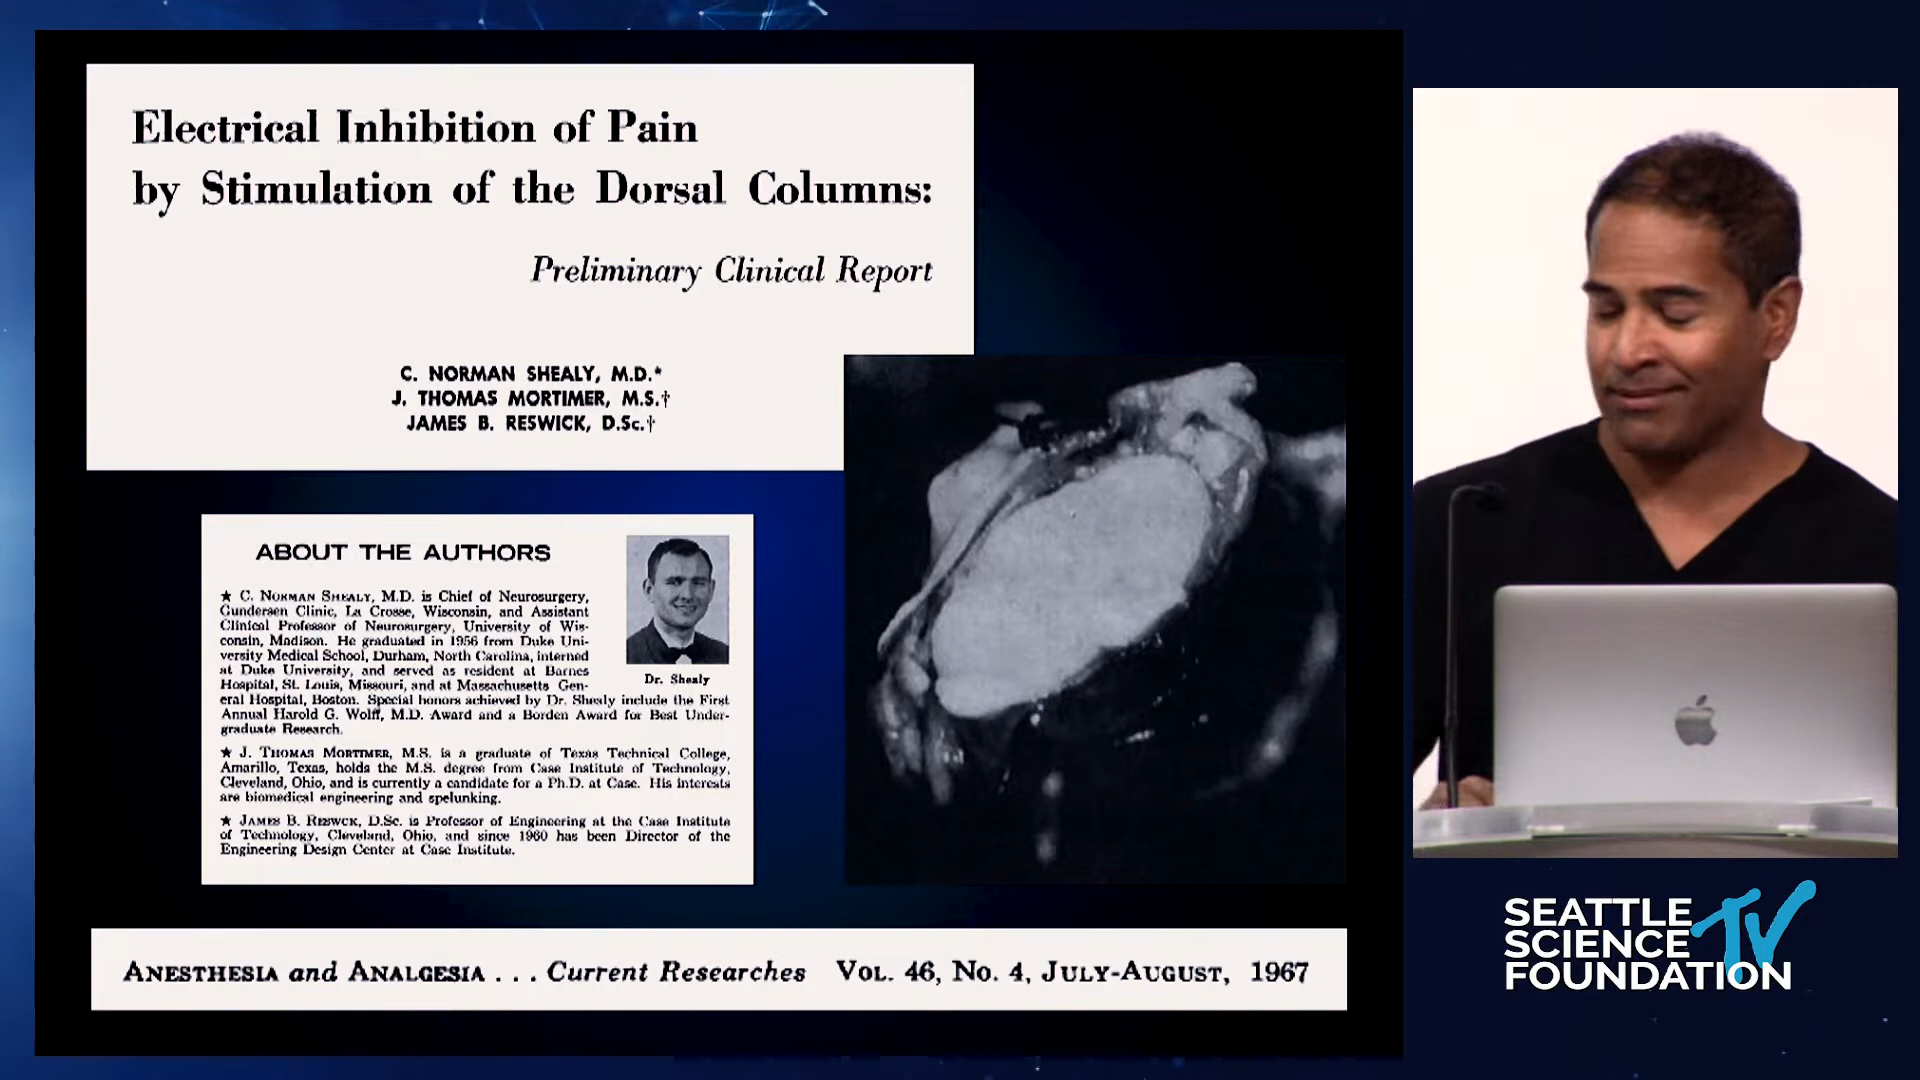 Electrical Inhibition of Pain
by Stimulation of the Dorsal Columns:
Preliminary Clinical Report
C. NORMAN SHEALY, M.D.*
J. THOMAS MORTIMER, M.S.†
JAMES B. RESWICK, D.Sc.†
ABOUT THE AUTHORS
★ C. NORMAN SHEALY, M.D. is Chief of Neurosurgery,
Gundersen Clinic, La Crosse, Wisconsin, and Assistant
Clinical Professor of Neurosurgery, University of Wis-
consin, Madison. He graduated in 1956 from Duke Uni-
versity Medical School, Durham, North Carolina, interned
at Duke University, and served as resident at Barnes
Hospital, St. Louis, Missouri, and at Massachusetts Gen-
eral Hospital, Boston. Special honors achieved by Dr. Shealy include the First
Annual Harold G. Wolff, M.D. Award and a Borden Award for Best Under-
graduate Research.
Dr. Shealy
★ J. THOMAS MORTIMER, M.S. is a graduate of Texas Technical College,
Amarillo, Texas, holds the M.S. degree from Case Institute of Technology,
Cleveland, Ohio, and is currently a candidate for a Ph.D. at Case. His interests
are biomedical engineering and spelunking.
★ JAMES B. RESWCK, D.Sc. is Professor of Engineering at the Case Institute
of Technology, Cleveland, Ohio, and since 1960 has been Director of the
Engineering Design Center at Case Institute.
ANESTHESIA and ANALGESIA . . . Current Researches VOL. 46, No. 4, JULY-AUGUST, 1967
SEATTLE
SCIENCE
FOUNDATION
TV